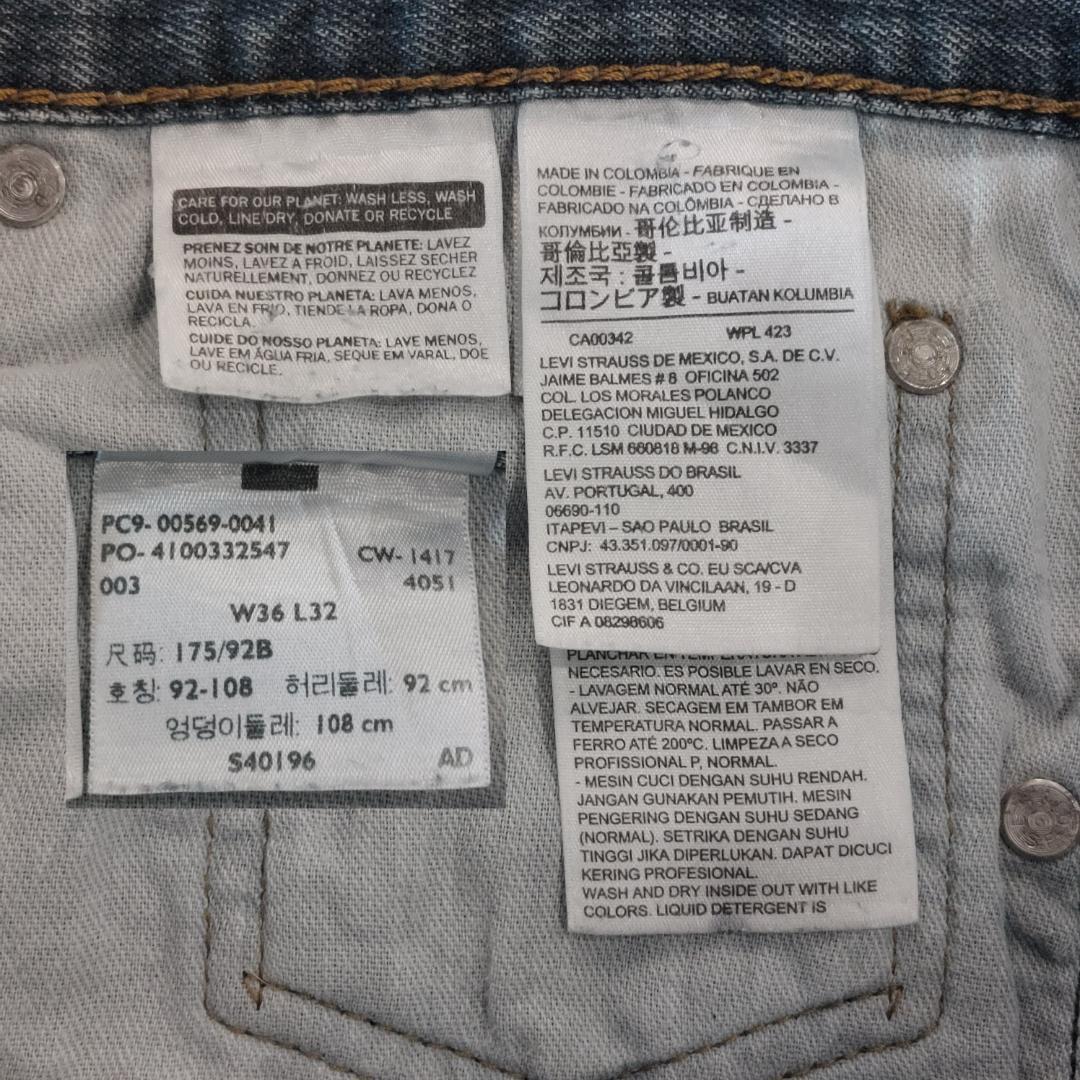 CARE FOR OUR PLANET: WASH LESS, WASH
COLD, LINE DRY, DONATE OR RECYCLE
PRENEZ SOIN DE NOTRE PLANETE: LAVEZ
MOINS, LAVEZ A FROID, LAISSEZ SECHER
NATURELLEMENT, DONNEZ OU RECYCLEZ
CUIDA NUESTRO PLANETA: LAVA MENOS,
LAVA EN FRIO, TIENDE LA ROPA, DONA O
RECICLA.
CUIDE DO NOSSO PLANETA: LAVE MENOS,
LAVE EM ÁGUA FRIA, SEQUE EM VARAL, DOE
OU RECICLE.
MADE IN COLOMBIA - FABRIQUE EN
COLOMBIE - FABRICADO EN COLOMBIA -
FABRICADO NA COLÔMBIA - СДЕЛАНО В
КОЛУМБИИ - 哥伦比亚制造 -
哥倫比亞製 -
제조국 : 콜롬비아 -
コロンビア製 - BUATAN KOLUMBIA
CA00342 WPL 423
LEVI STRAUSS DE MEXICO, S.A. DE C.V.
JAIME BALMES # 8 OFICINA 502
COL. LOS MORALES POLANCO
DELEGACION MIGUEL HIDALGO
C.P. 11510 CIUDAD DE MEXICO
R.F.C. LSM 660818 M-96 C.N.I.V. 3337
LEVI STRAUSS DO BRASIL
AV. PORTUGAL, 400
06690-110
ITAPEVI – SAO PAULO BRASIL
CNPJ: 43.351.097/0001-90
LEVI STRAUSS & CO. EU SCA/CVA
LEONARDO DA VINCILAAN, 19 - D
1831 DIEGEM, BELGIUM
CIF A 08298606
PC9- 00569-0041
PO- 4100332547 CW- 1417
003 4051
W36 L32
尺码: 175/92B
호칭: 92-108 허리둘레: 92 cm
엉덩이둘레: 108 cm
S40196 AD
PLANCHAR EN
NECESARIO. ES POSIBLE LAVAR EN SECO.
- LAVAGEM NORMAL ATÉ 30º. NÃO
ALVEJAR. SECAGEM EM TAMBOR EM
TEMPERATURA NORMAL. PASSAR A
FERRO ATÉ 200ºC. LIMPEZA A SECO
PROFISSIONAL P, NORMAL.
- MESIN CUCI DENGAN SUHU RENDAH.
JANGAN GUNAKAN PEMUTIH. MESIN
PENGERING DENGAN SUHU SEDANG
(NORMAL). SETRIKA DENGAN SUHU
TINGGI JIKA DIPERLUKAN. DAPAT DICUCI
KERING PROFESIONAL.
WASH AND DRY INSIDE OUT WITH LIKE
COLORS. LIQUID DETERGENT IS